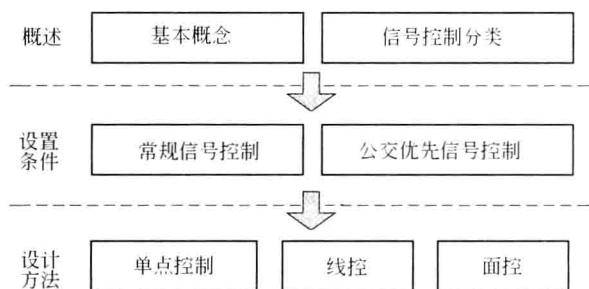 概述
基本概念
信号控制分类
设置
条件
常规信号控制
公交优先信号控制
设计
方法
单点控制
线控
面控